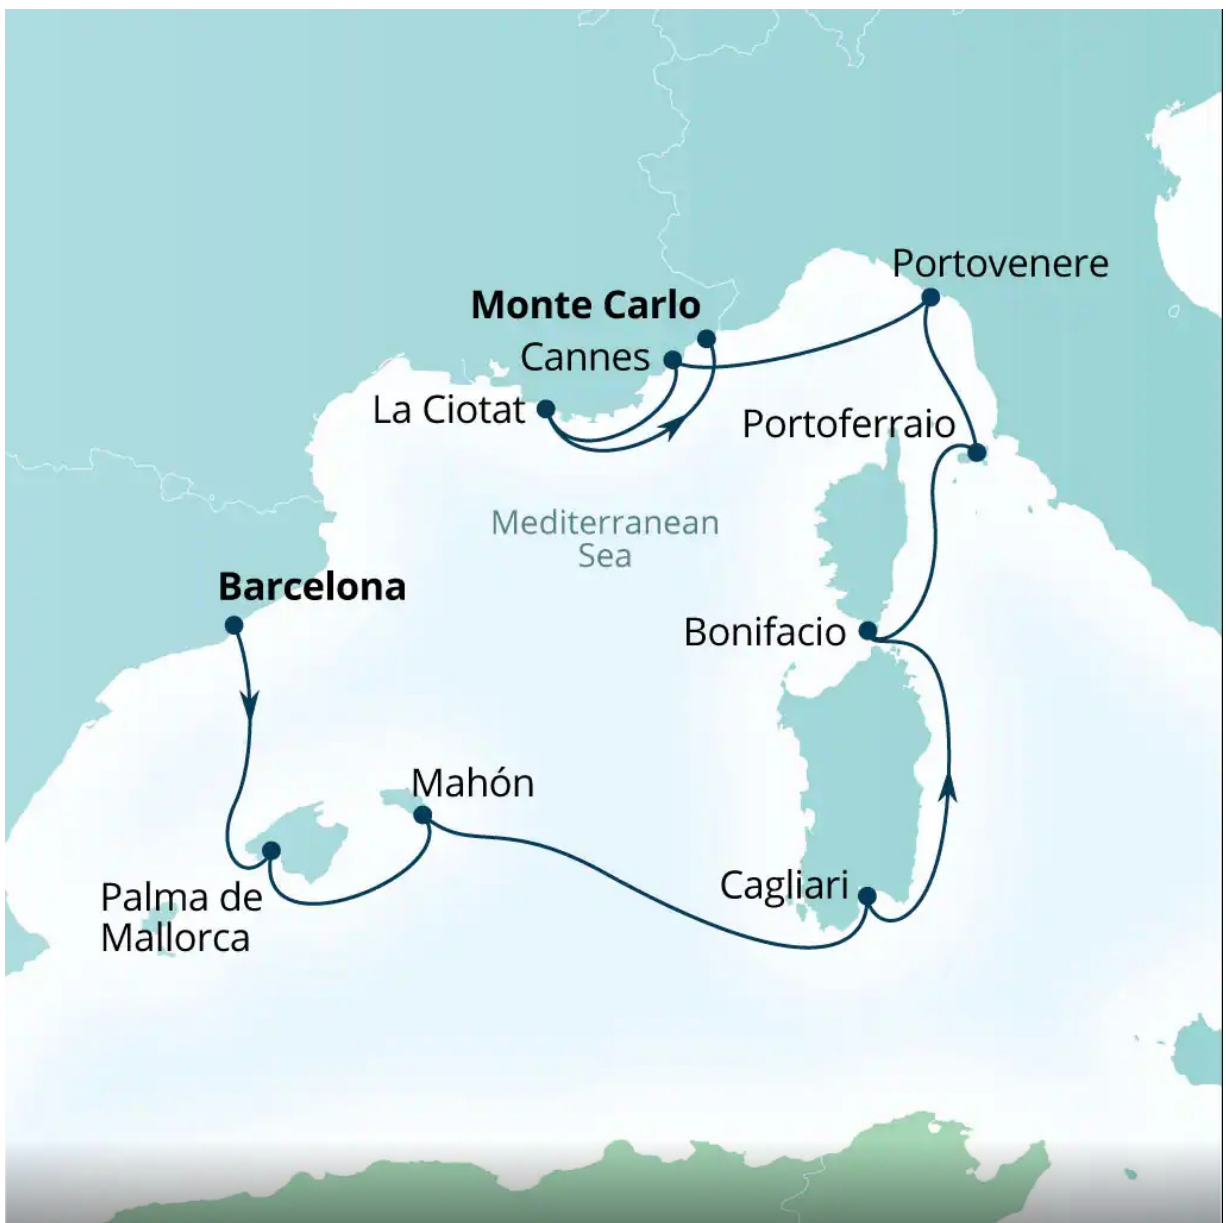 Portovenere
Monte Carlo
Cannes
La Ciotat
Portoferraio
Mediterranean
Sea
Barcelona
Bonifacio
Mahón
Cagliari
Palma de
Mallorca